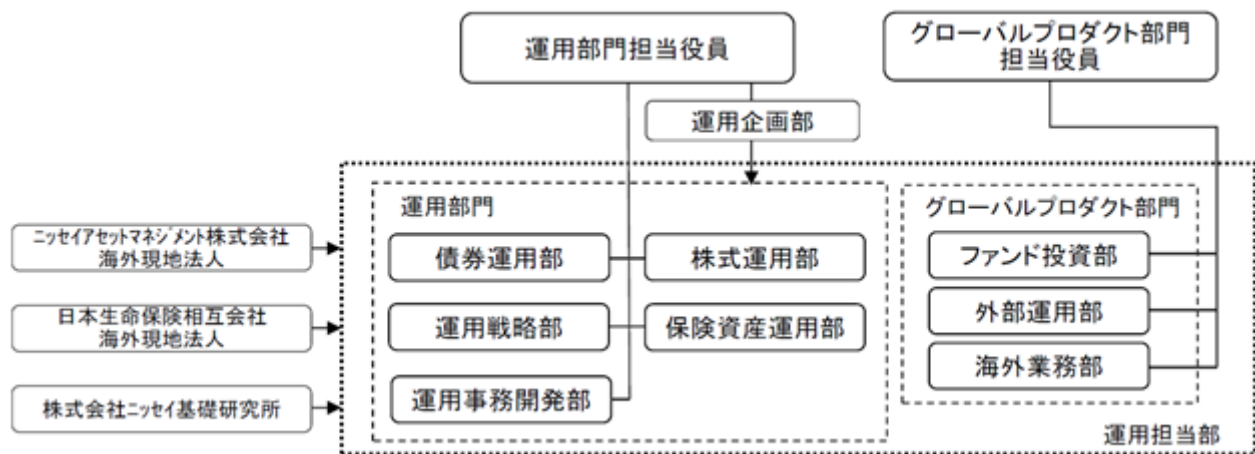 運用部門担当役員
グローバルプロダクト部門
担当役員
運用企画部
運用部門
グローバルプロダクト部門
ニッセイアセットマネジメント株式会社
海外現地法人
債券運用部
株式運用部
ファンド投資部
日本生命保険相互会社
海外現地法人
運用戦略部
保険資産運用部
外部運用部
株式会社ニッセイ基礎研究所
運用事務開発部
海外業務部
運用担当部